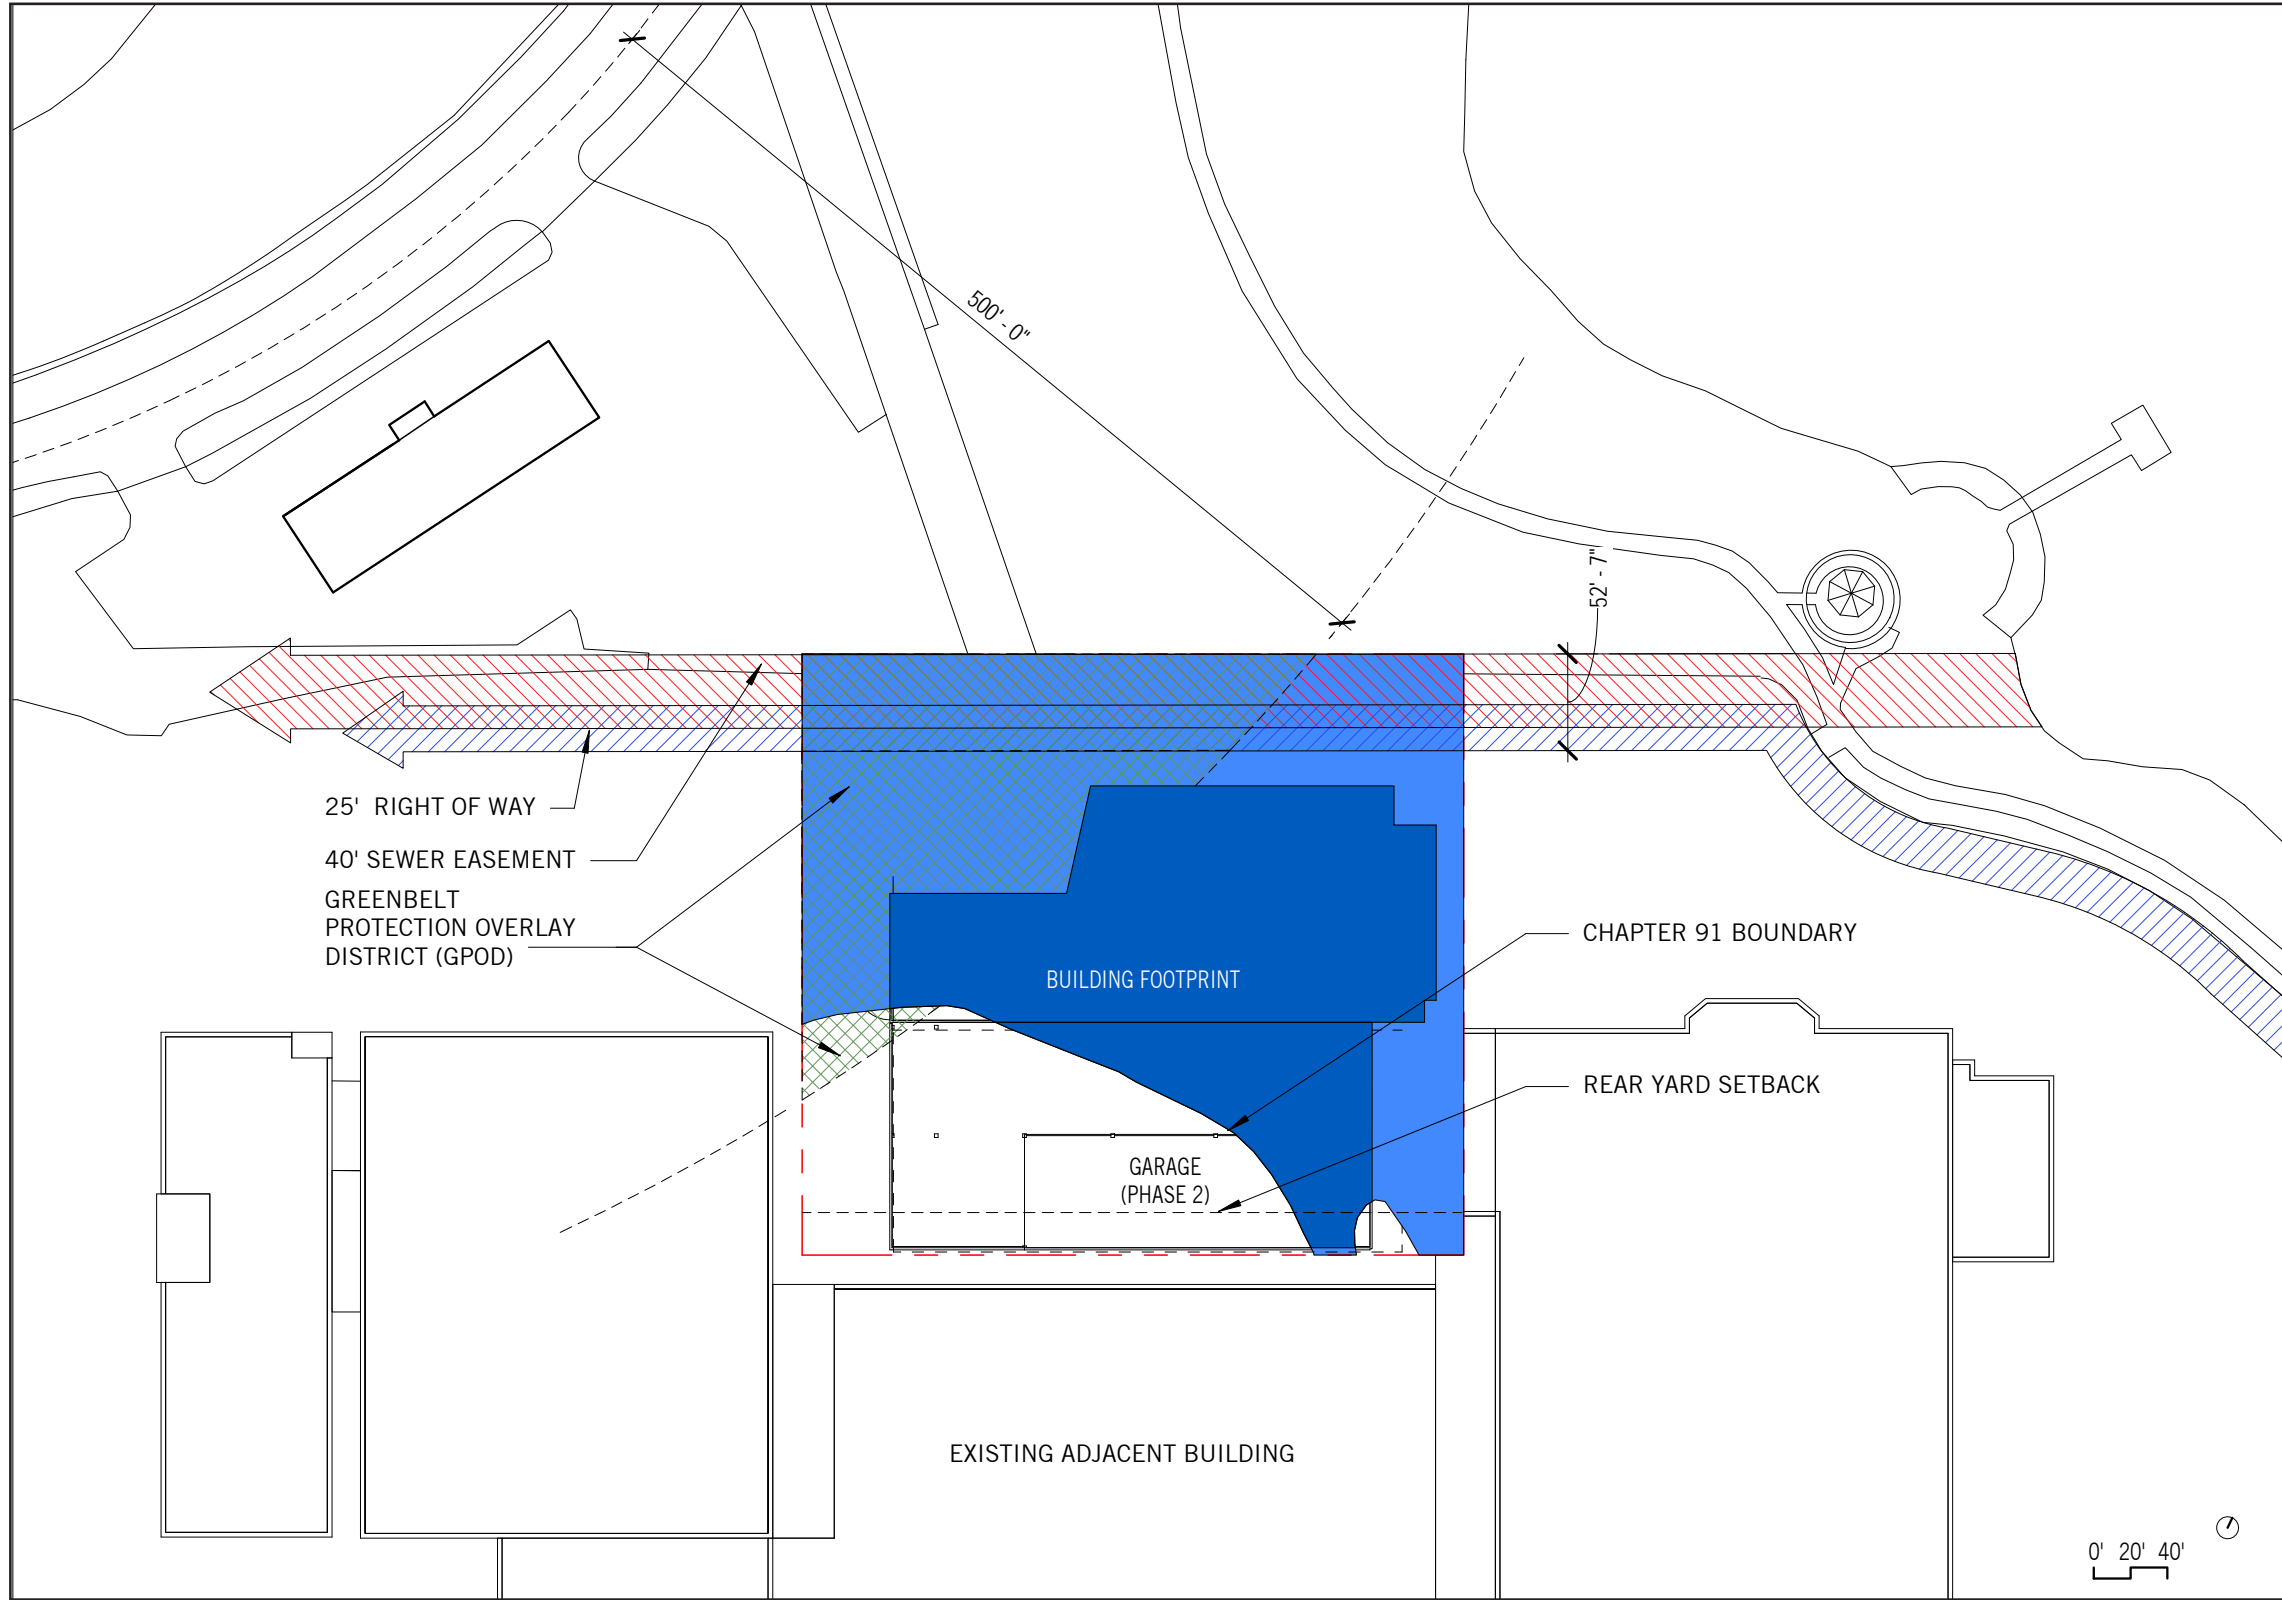 500' - 0"
52' - 7"
25' RIGHT OF WAY
40' SEWER EASEMENT
GREENBELT
PROTECTION OVERLAY
DISTRICT (GPOD)
CHAPTER 91 BOUNDARY
BUILDING FOOTPRINT
REAR YARD SETBACK
GARAGE
(PHASE 2)
EXISTING ADJACENT BUILDING
0' 20' 40'